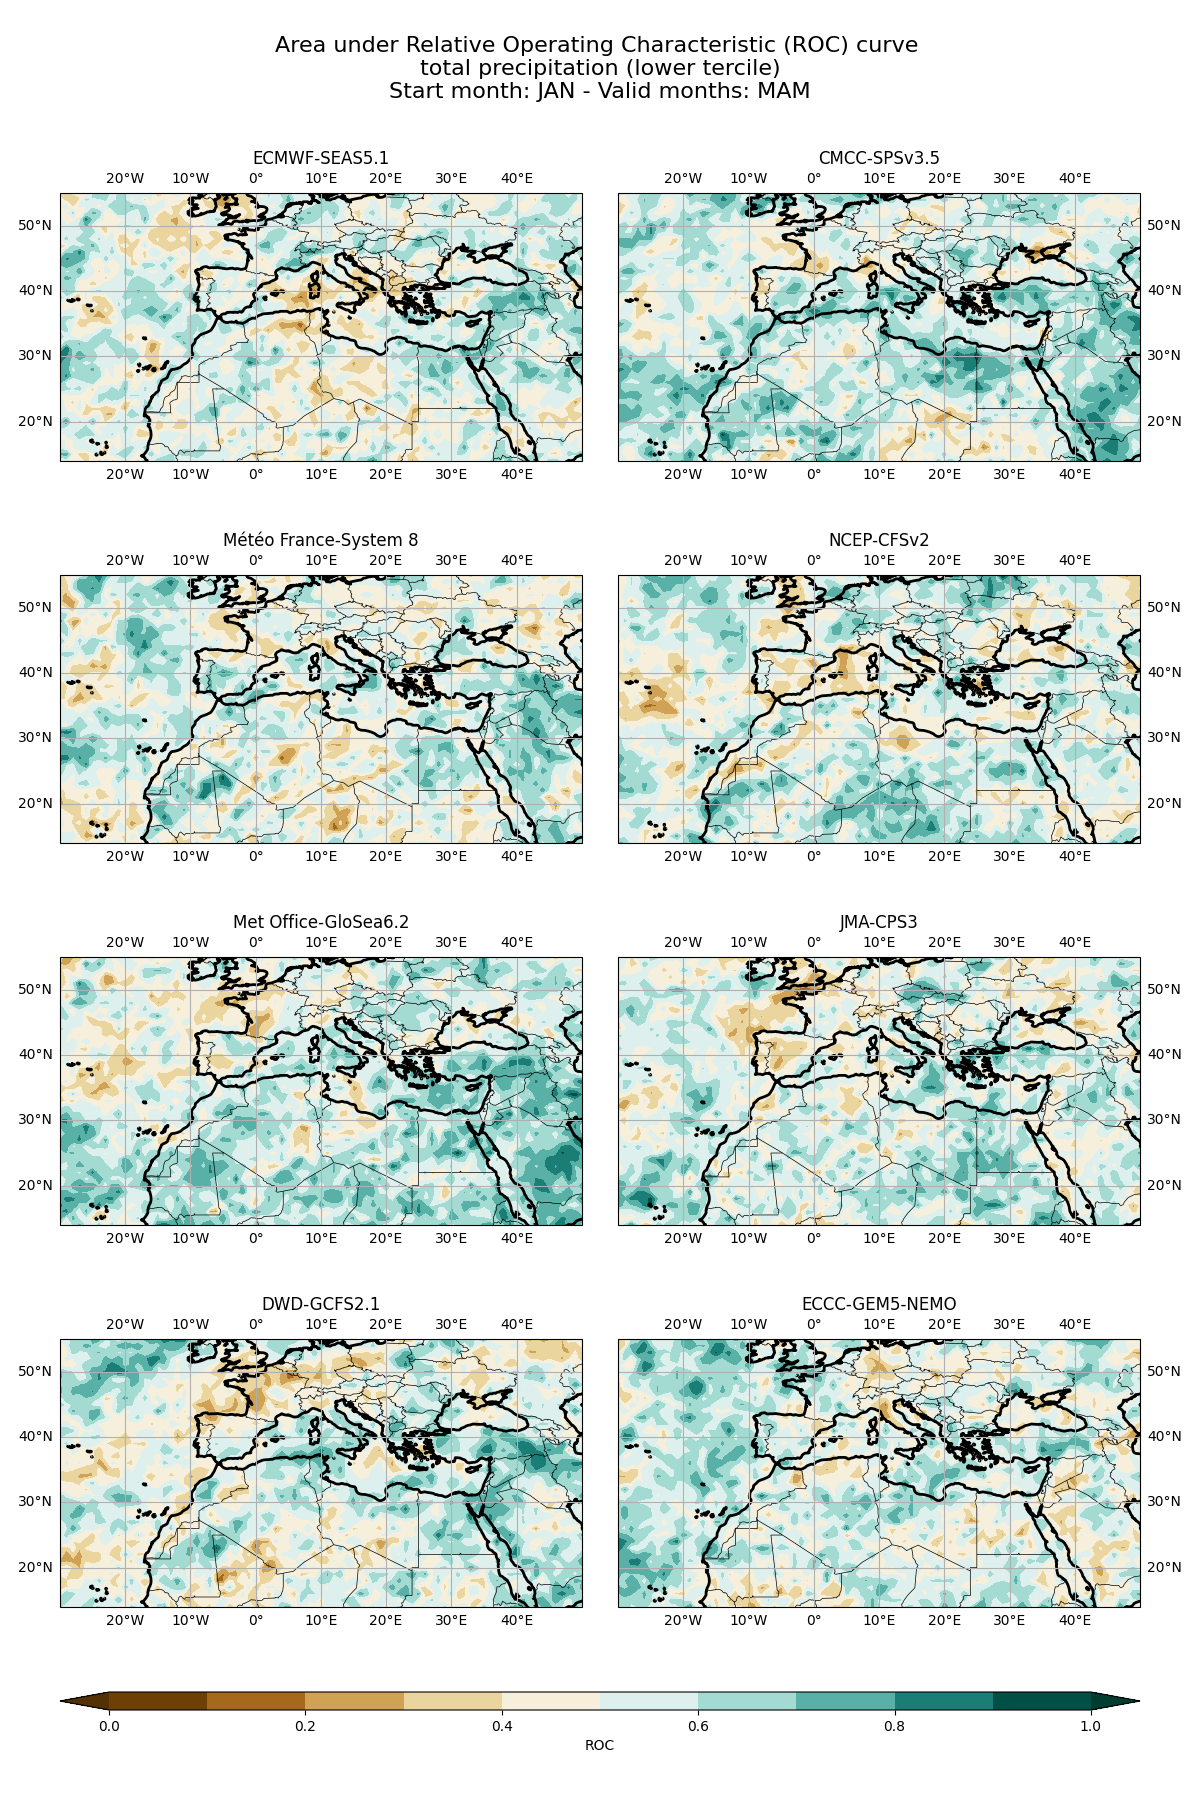 Area under Relative Operating Characteristic (ROC) curve
total precipitation (lower tercile)
Start month: JAN - Valid months: MAM
ECMWF-SEAS5.1
20°W 10°W 0° 10°E 20°E 30°E 40°E
50°N
40°N
30°N
20°N
20°W 10°W 0° 10°E 20°E 30°E 40°E
CMCC-SPSv3.5
20°W 10°W 0° 10°E 20°E 30°E 40°E
50°N
40°N
30°N
20°N
20°W 10°W 0° 10°E 20°E 30°E 40°E
Météo France-System 8
20°W 10°W 0° 10°E 20°E 30°E 40°E
50°N
40°N
30°N
20°N
20°W 10°W 0° 10°E 20°E 30°E 40°E
NCEP-CFSv2
20°W 10°W 0° 10°E 20°E 30°E 40°E
50°N
40°N
30°N
20°N
20°W 10°W 0° 10°E 20°E 30°E 40°E
Met Office-GloSea6.2
20°W 10°W 0° 10°E 20°E 30°E 40°E
50°N
40°N
30°N
20°N
20°W 10°W 0° 10°E 20°E 30°E 40°E
JMA-CPS3
20°W 10°W 0° 10°E 20°E 30°E 40°E
50°N
40°N
30°N
20°N
20°W 10°W 0° 10°E 20°E 30°E 40°E
DWD-GCFS2.1
20°W 10°W 0° 10°E 20°E 30°E 40°E
50°N
40°N
30°N
20°N
20°W 10°W 0° 10°E 20°E 30°E 40°E
ECCC-GEM5-NEMO
20°W 10°W 0° 10°E 20°E 30°E 40°E
50°N
40°N
30°N
20°N
20°W 10°W 0° 10°E 20°E 30°E 40°E
0.0 0.2 0.4 0.6 0.8 1.0
ROC